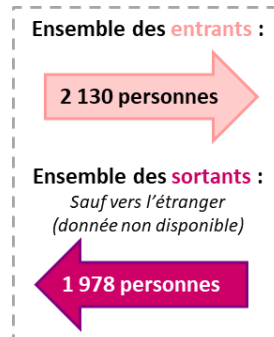 Ensemble des entrants :
2 130 personnes
Ensemble des sortants :
Sauf vers l’étranger
(donnée non disponible)
1 978 personnes